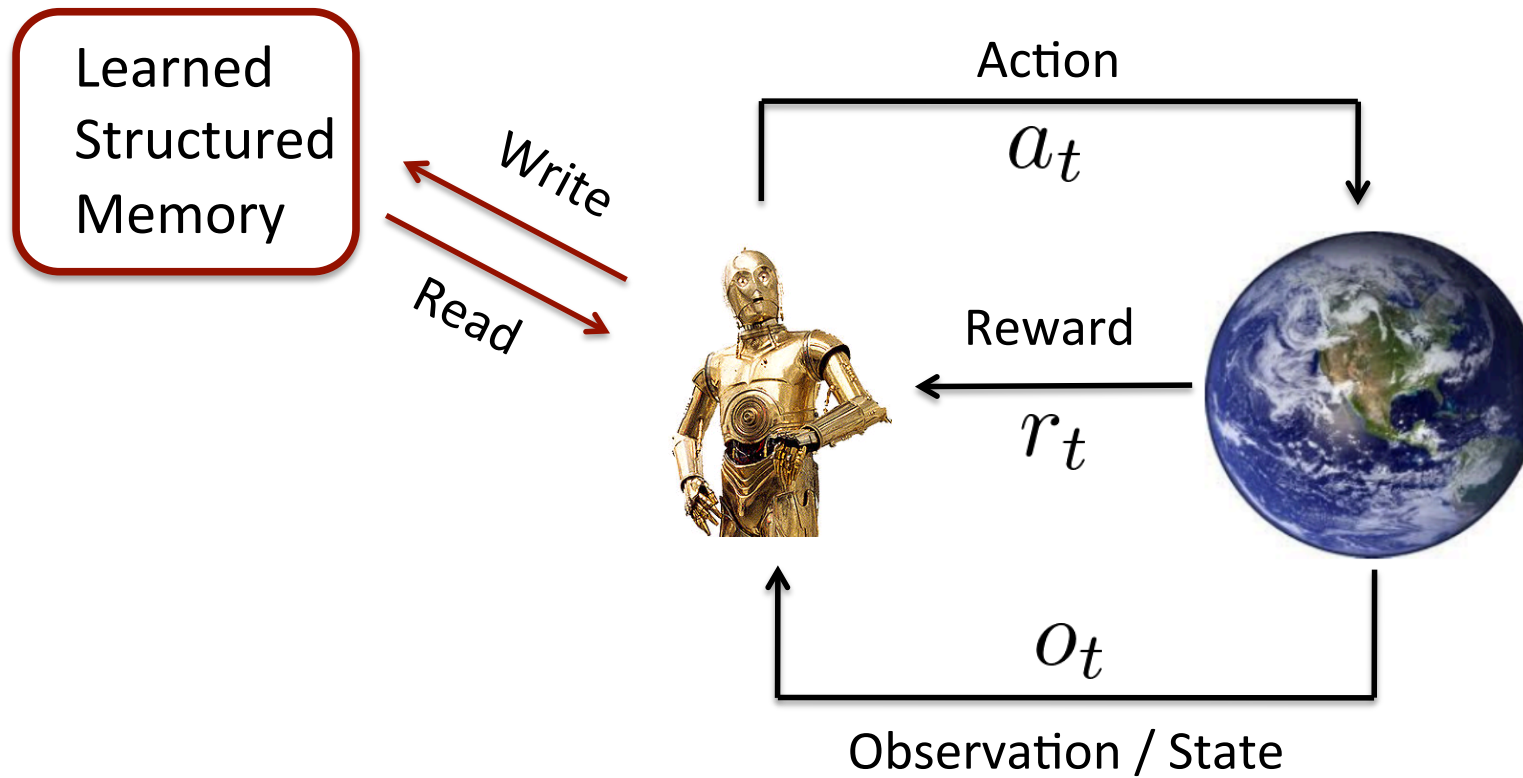 Learned
Structured
Memory
Write
Read
Action
a_t
Reward
r_t
o_t
Observation / State